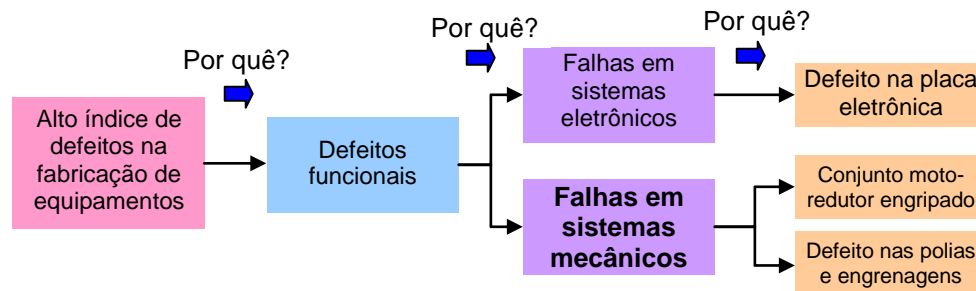 Por quê?
Por quê?
Por quê?
Alto índice de
defeitos na
fabricação de
equipamentos
Defeitos
funcionais
Falhas em
sistemas
eletrônicos
Falhas em
sistemas
mecânicos
Defeito na placa
eletrônica
Conjunto moto-
redutor engripado
Defeito nas polias
e engrenagens